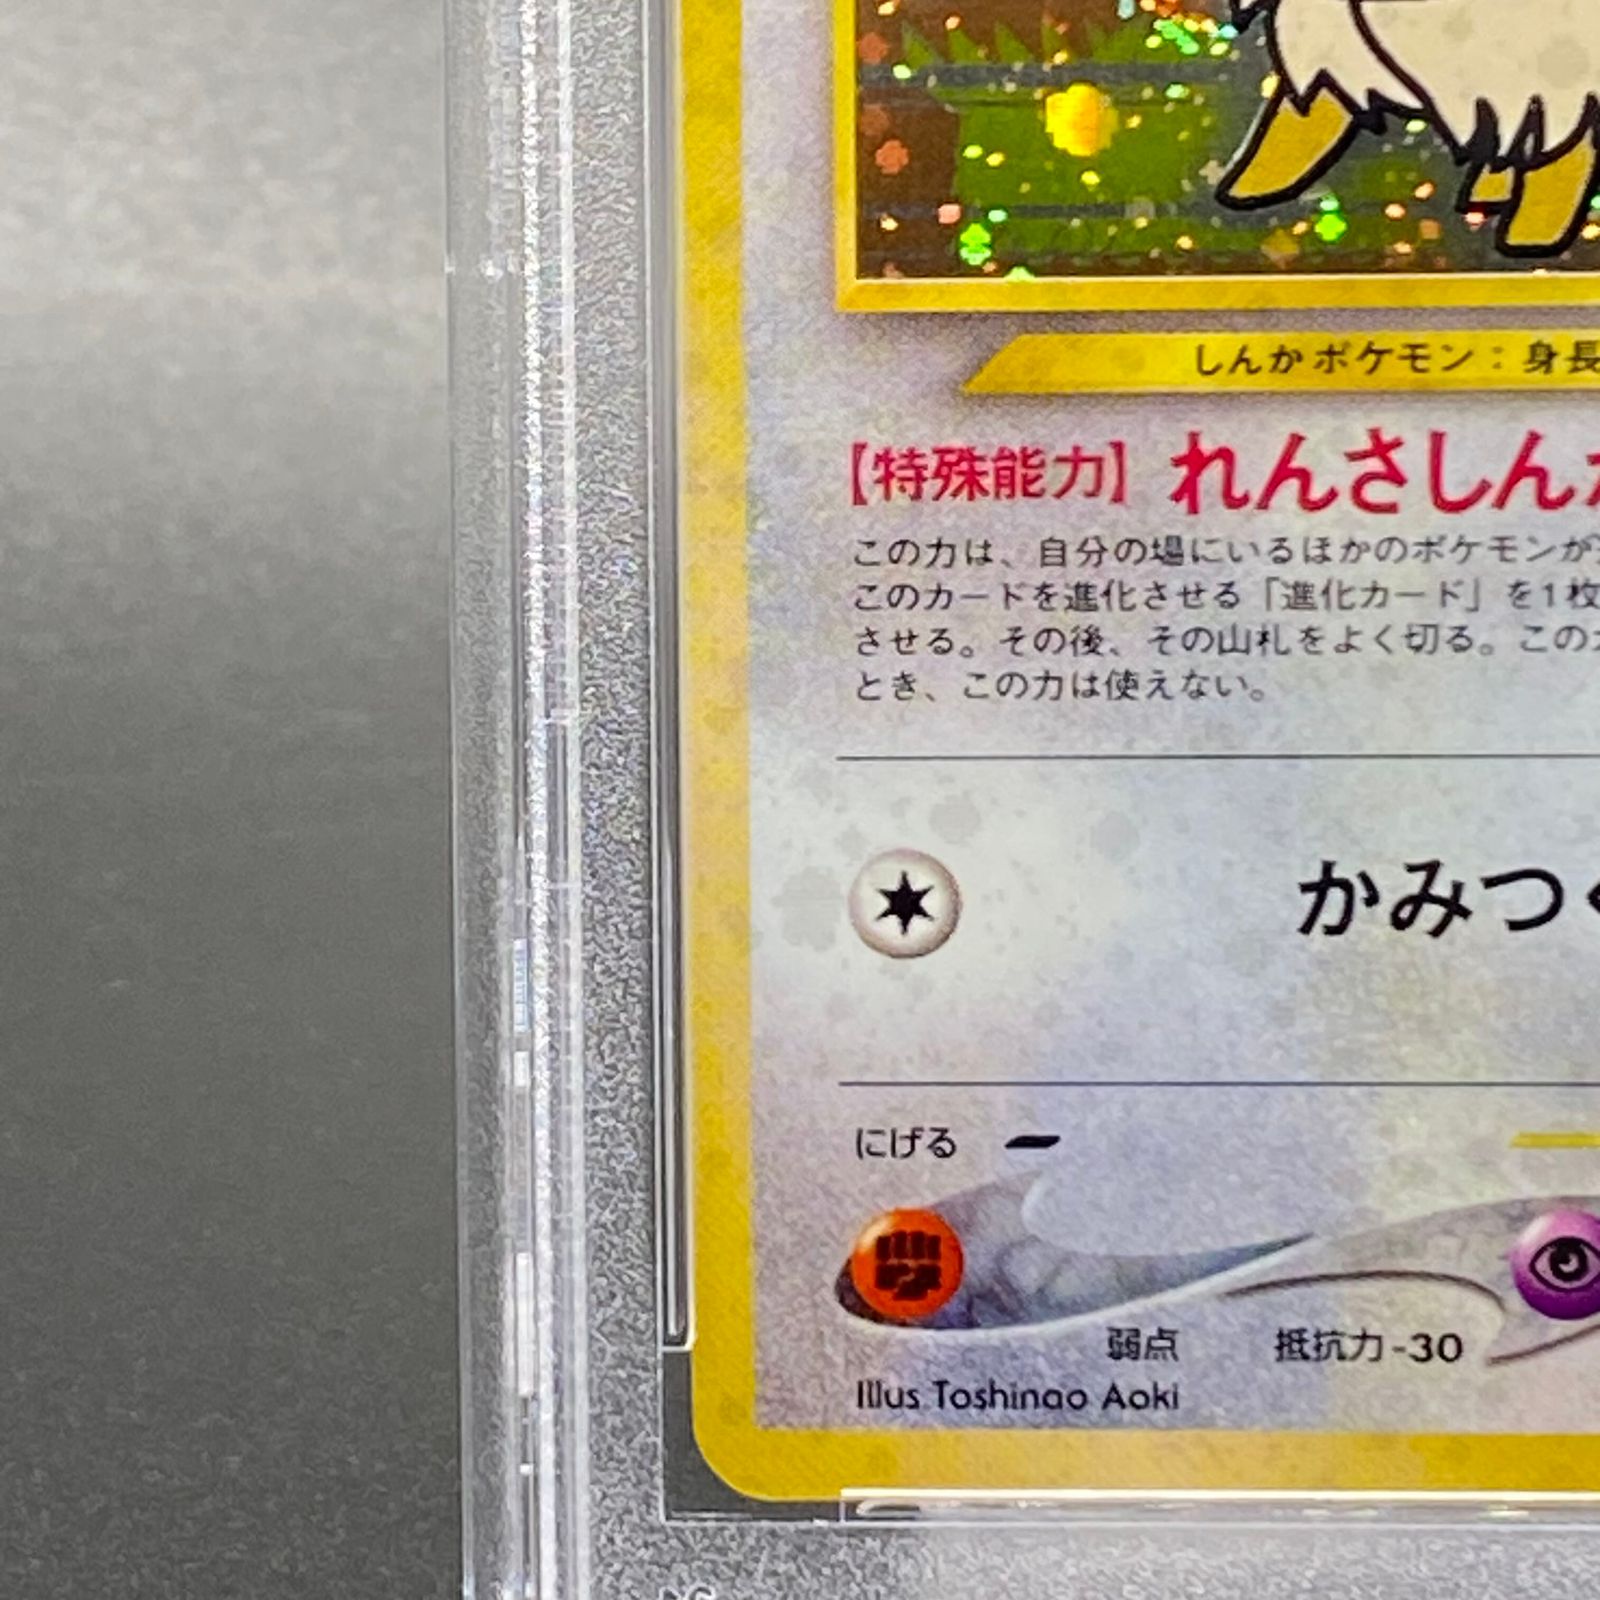 しんかポケモン：身長
【特殊能力】れんさしんか
この力は、自分の場にいるほかのポケモンが
このカードを進化させる「進化カード」を1枚
させる。その後、その山札をよく切る。この
とき、この力は使えない。
かみつく
にげる
弱点 抵抗力-30
Illus Toshinao Aoki